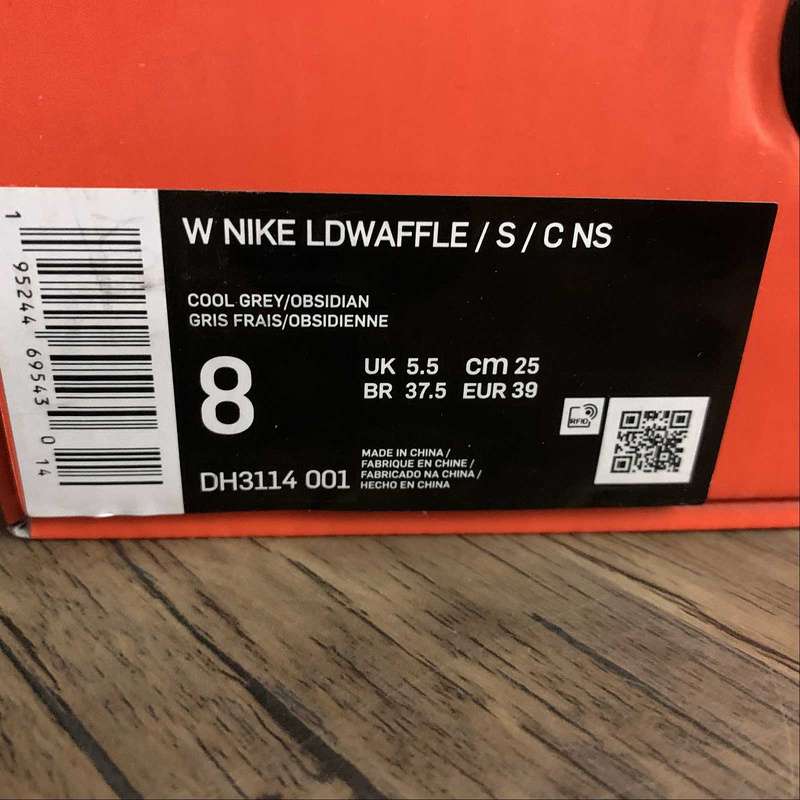 W NIKE LDWAFFLE / S / C NS
COOL GREY/OBSIDIAN
GRIS FRAIS/OBSIDIENNE
8
UK 5.5 cm 25
BR 37.5 EUR 39
DH3114 001
MADE IN CHINA /
FABRIQUE EN CHINE /
FABRICADO NA CHINA /
HECHO EN CHINA
RFID
1 95244 69543 0 14